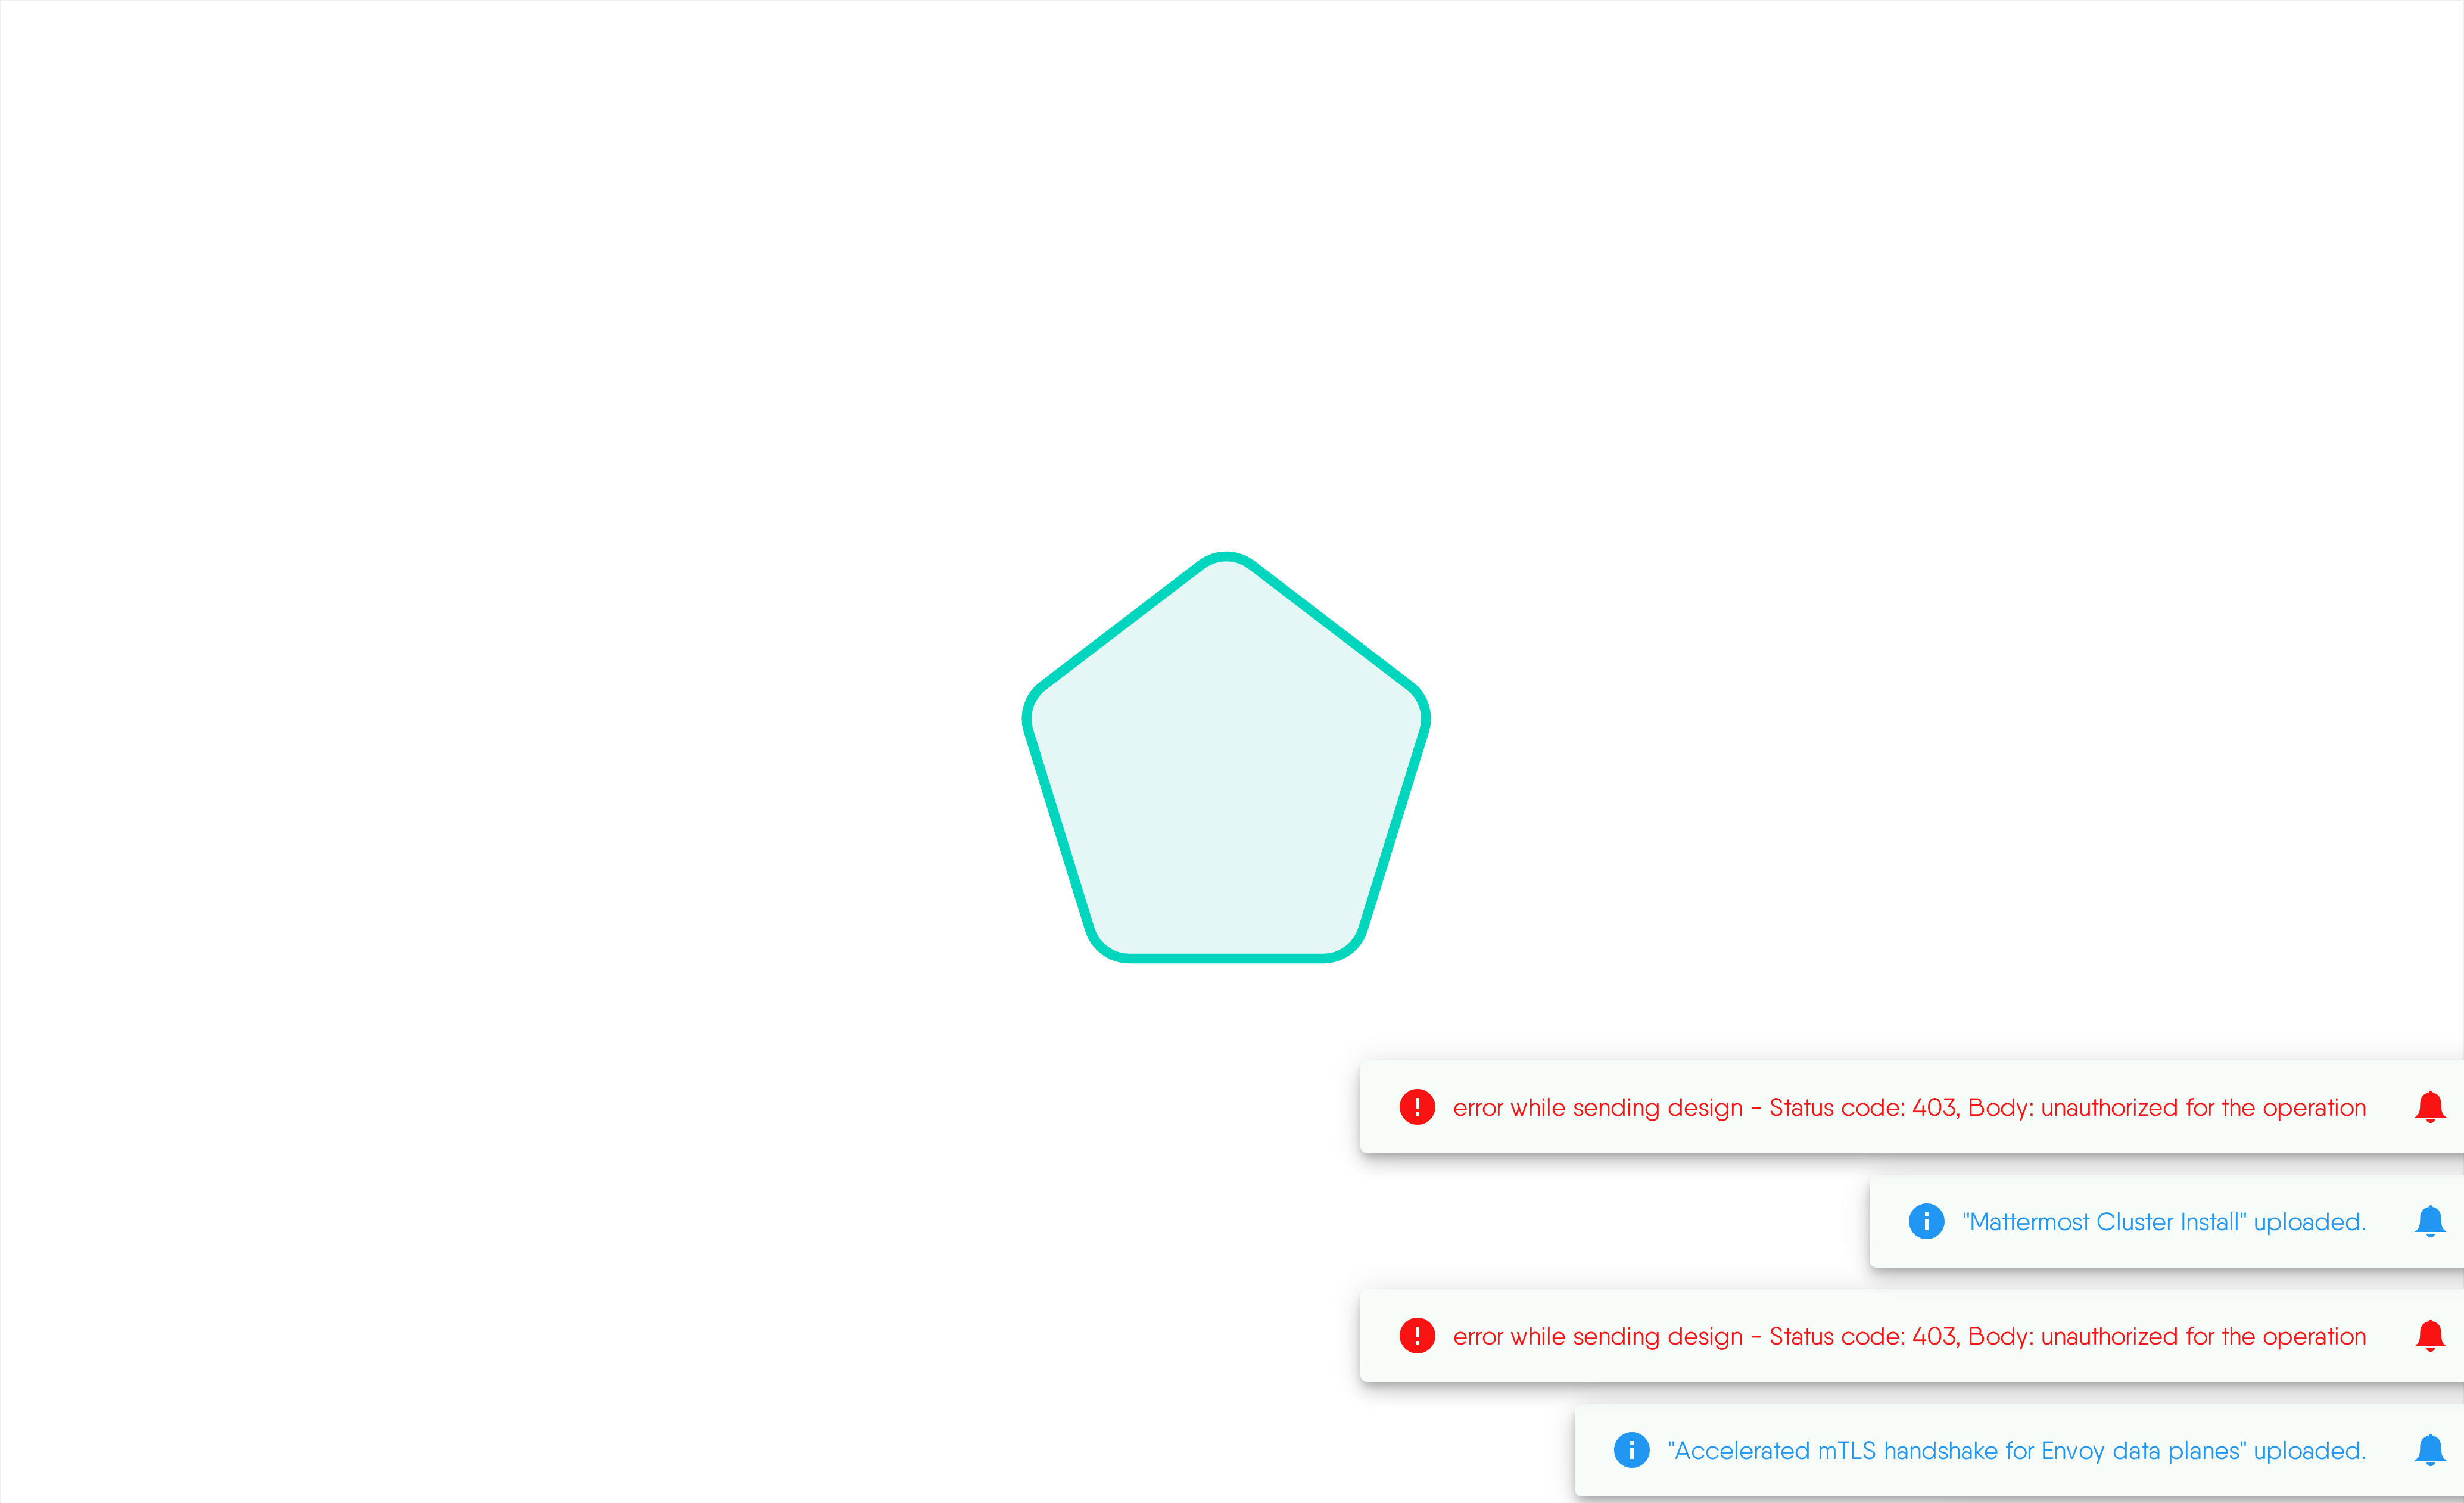 error while sending design - Status code: 403, Body: unauthorized for the operation
"Mattermost Cluster Install" uploaded.
error while sending design - Status code: 403, Body: unauthorized for the operation
"Accelerated mTLS handshake for Envoy data planes" uploaded.